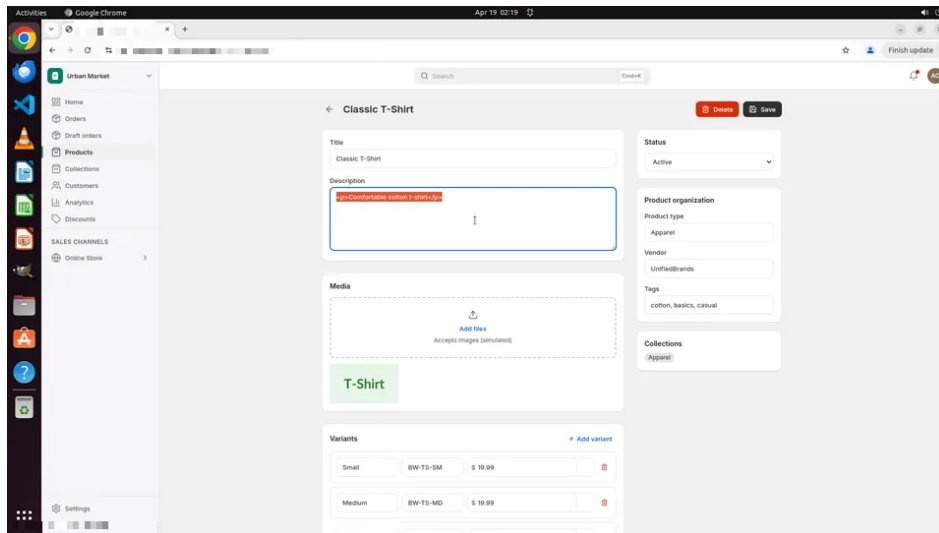 Activities Google Chrome Apr 19 02:19
Finish update
Urban Market
Search Cmd+K
AC
Home
Orders
Draft orders
Products
Collections
Customers
Analytics
Discounts
SALES CHANNELS
Online Store
Settings
Classic T-Shirt
Delete Save
Title
Classic T-Shirt
Description
<p>Comfortable cotton t-shirt</p>
Media
Add files
Accepts images (simulated)
T-Shirt
Variants
+ Add variant
Small BW-TS-SM $ 19.99
Medium BW-TS-MD $ 19.99
Status
Active
Product organization
Product type
Apparel
Vendor
UnifiedBrands
Tags
cotton, basics, casual
Collections
Apparel